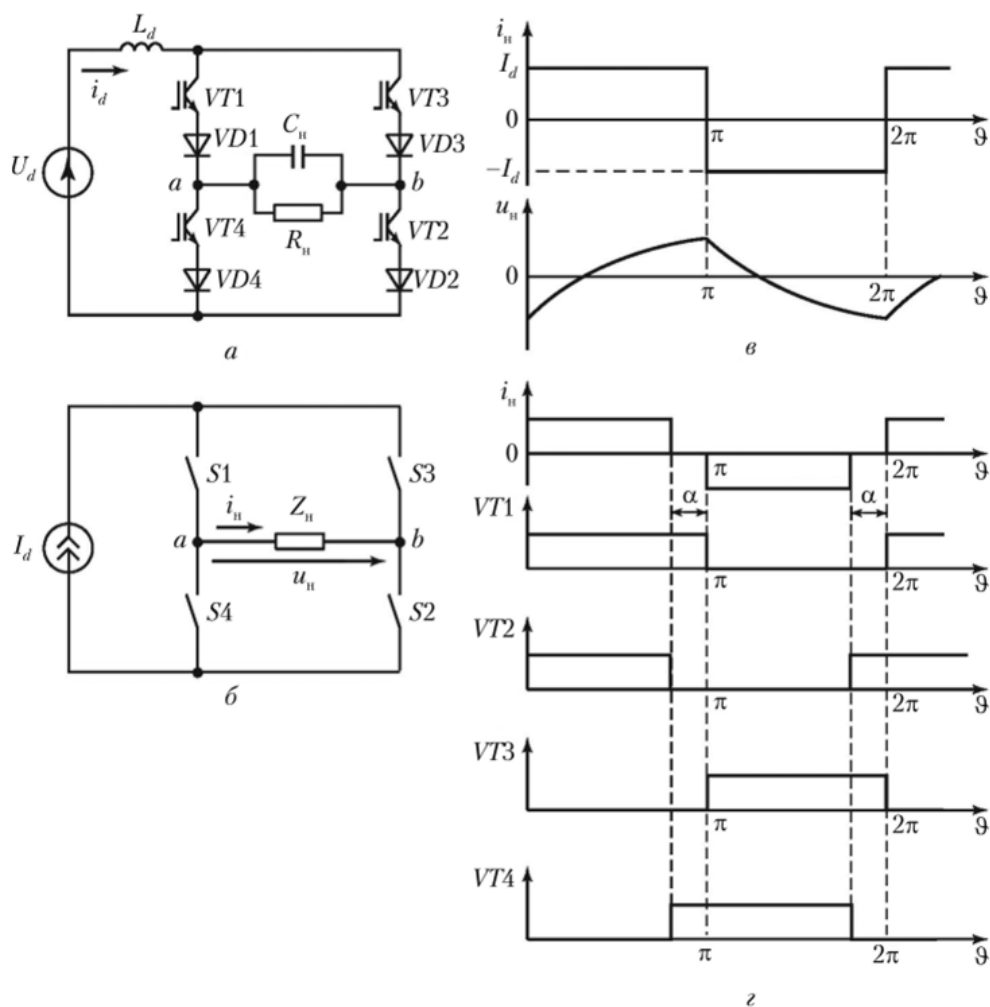 L_d
i_d
U_d
VT1
VT3
VD1
C_н
VD3
a
b
VT4
R_н
VT2
VD4
VD2
а
i_н
I_d
0
π
2π
ϑ
–I_d
u_н
0
π
2π
ϑ
в
S1
S3
i_н
Z_н
I_d
a
b
u_н
S4
S2
б
i_н
0
π
2π
ϑ
α
α
VT1
π
2π
ϑ
VT2
π
2π
ϑ
VT3
π
2π
ϑ
VT4
π
2π
ϑ
г